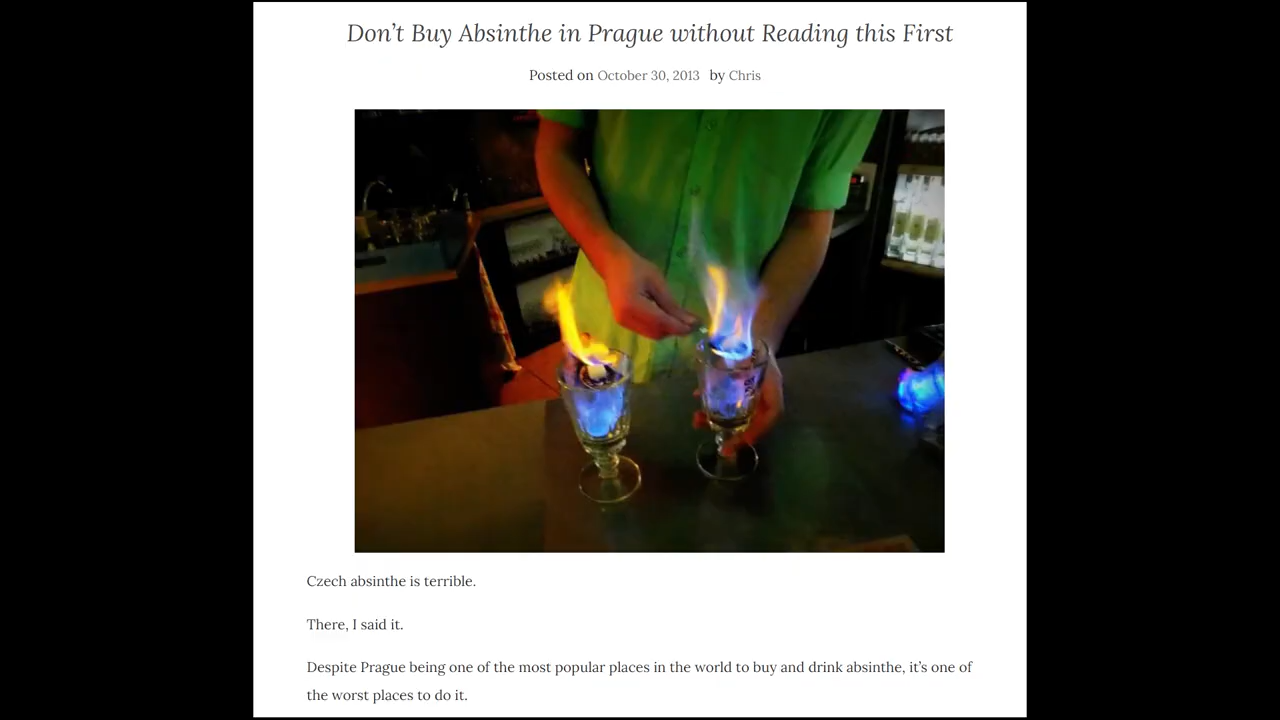 Don’t Buy Absinthe in Prague without Reading this First
Posted on October 30, 2013 by Chris
Czech absinthe is terrible.
There, I said it.
Despite Prague being one of the most popular places in the world to buy and drink absinthe, it’s one of
the worst places to do it.